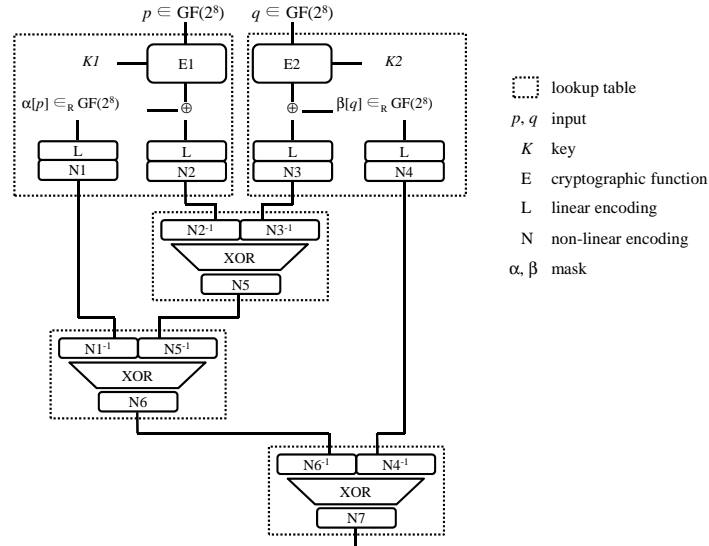 p ∈ GF(2⁸) q ∈ GF(2⁸)
K1 E1 E2 K2
α[p] ∈R GF(2⁸) ⊕ ⊕ β[q] ∈R GF(2⁸)
L L L L
N1 N2 N3 N4
N2⁻¹ N3⁻¹
XOR
N5
N1⁻¹ N5⁻¹
XOR
N6
N6⁻¹ N4⁻¹
XOR
N7
lookup table
p, q input
K key
E cryptographic function
L linear encoding
N non-linear encoding
α, β mask